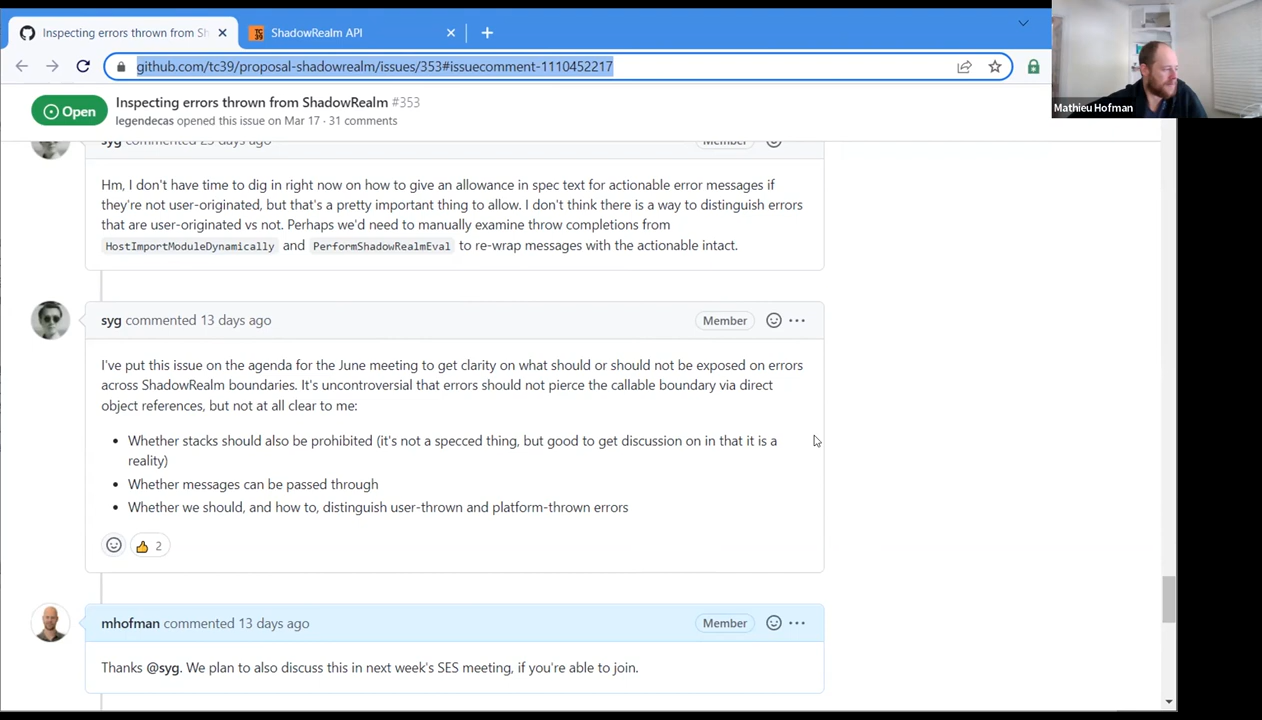 Inspecting errors thrown from Sh
ShadowRealm API
github.com/tc39/proposal-shadowrealm/issues/353#issuecomment-1110452217
Mathieu Hofman
Open
Inspecting errors thrown from ShadowRealm #353
legendecas opened this issue on Mar 17 · 31 comments
syg commented 25 days ago
Member
Hm, I don't have time to dig in right now on how to give an allowance in spec text for actionable error messages if
they're not user-originated, but that's a pretty important thing to allow. I don't think there is a way to distinguish errors
that are user-originated vs not. Perhaps we'd need to manually examine throw completions from
HostImportModuleDynamically and PerformShadowRealmEval to re-wrap messages with the actionable intact.
syg commented 13 days ago
Member
I've put this issue on the agenda for the June meeting to get clarity on what should or should not be exposed on errors
across ShadowRealm boundaries. It's uncontroversial that errors should not pierce the callable boundary via direct
object references, but not at all clear to me:
• Whether stacks should also be prohibited (it's not a specced thing, but good to get discussion on in that it is a
reality)
• Whether messages can be passed through
• Whether we should, and how to, distinguish user-thrown and platform-thrown errors
2
mhofman commented 13 days ago
Member
Thanks @syg. We plan to also discuss this in next week's SES meeting, if you're able to join.